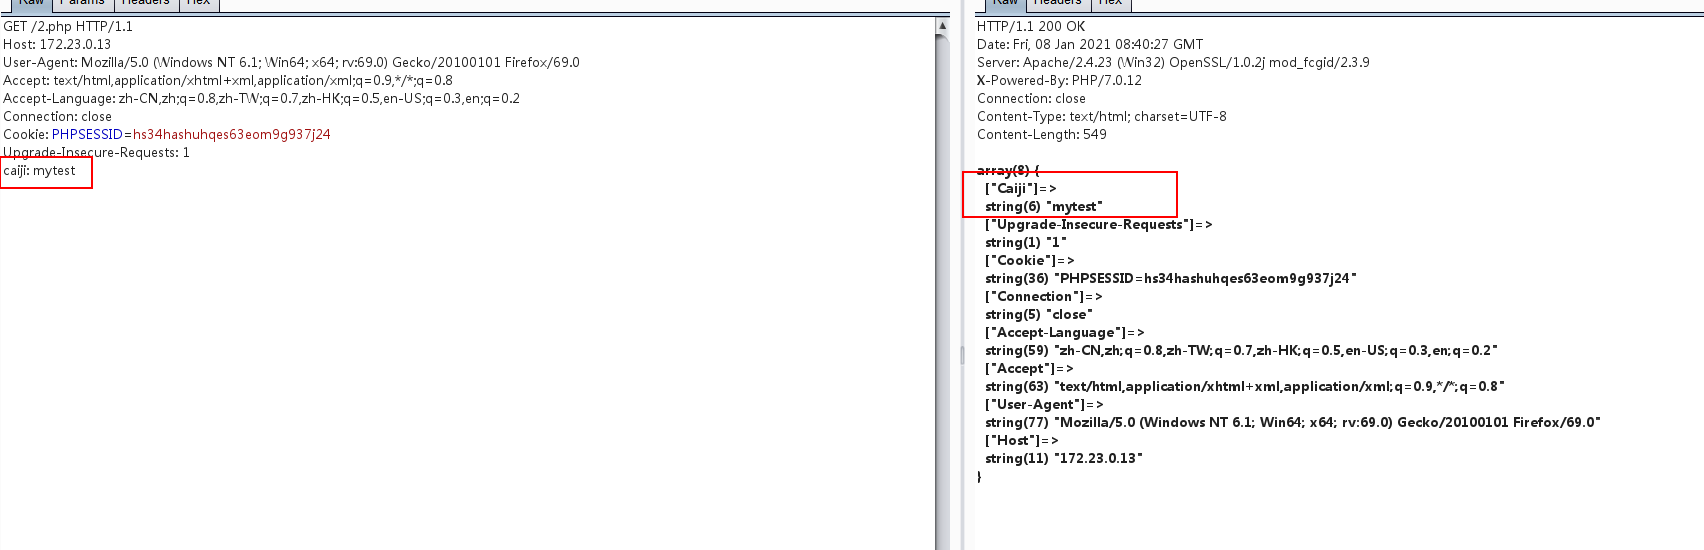 Raw Params Headers Hex
GET /2.php HTTP/1.1
Host: 172.23.0.13
User-Agent: Mozilla/5.0 (Windows NT 6.1; Win64; x64; rv:69.0) Gecko/20100101 Firefox/69.0
Accept: text/html,application/xhtml+xml,application/xml;q=0.9,*/*;q=0.8
Accept-Language: zh-CN,zh;q=0.8,zh-TW;q=0.7,zh-HK;q=0.5,en-US;q=0.3,en;q=0.2
Connection: close
Cookie: PHPSESSID=hs34hashuhqes63eom9g937j24
Upgrade-Insecure-Requests: 1
caiji: mytest
Raw Headers Hex
HTTP/1.1 200 OK
Date: Fri, 08 Jan 2021 08:40:27 GMT
Server: Apache/2.4.23 (Win32) OpenSSL/1.0.2j mod_fcgid/2.3.9
X-Powered-By: PHP/7.0.12
Connection: close
Content-Type: text/html; charset=UTF-8
Content-Length: 549
array(8) {
["Caiji"]=>
string(6) "mytest"
["Upgrade-Insecure-Requests"]=>
string(1) "1"
["Cookie"]=>
string(36) "PHPSESSID=hs34hashuhqes63eom9g937j24"
["Connection"]=>
string(5) "close"
["Accept-Language"]=>
string(59) "zh-CN,zh;q=0.8,zh-TW;q=0.7,zh-HK;q=0.5,en-US;q=0.3,en;q=0.2"
["Accept"]=>
string(63) "text/html,application/xhtml+xml,application/xml;q=0.9,*/*;q=0.8"
["User-Agent"]=>
string(77) "Mozilla/5.0 (Windows NT 6.1; Win64; x64; rv:69.0) Gecko/20100101 Firefox/69.0"
["Host"]=>
string(11) "172.23.0.13"
}